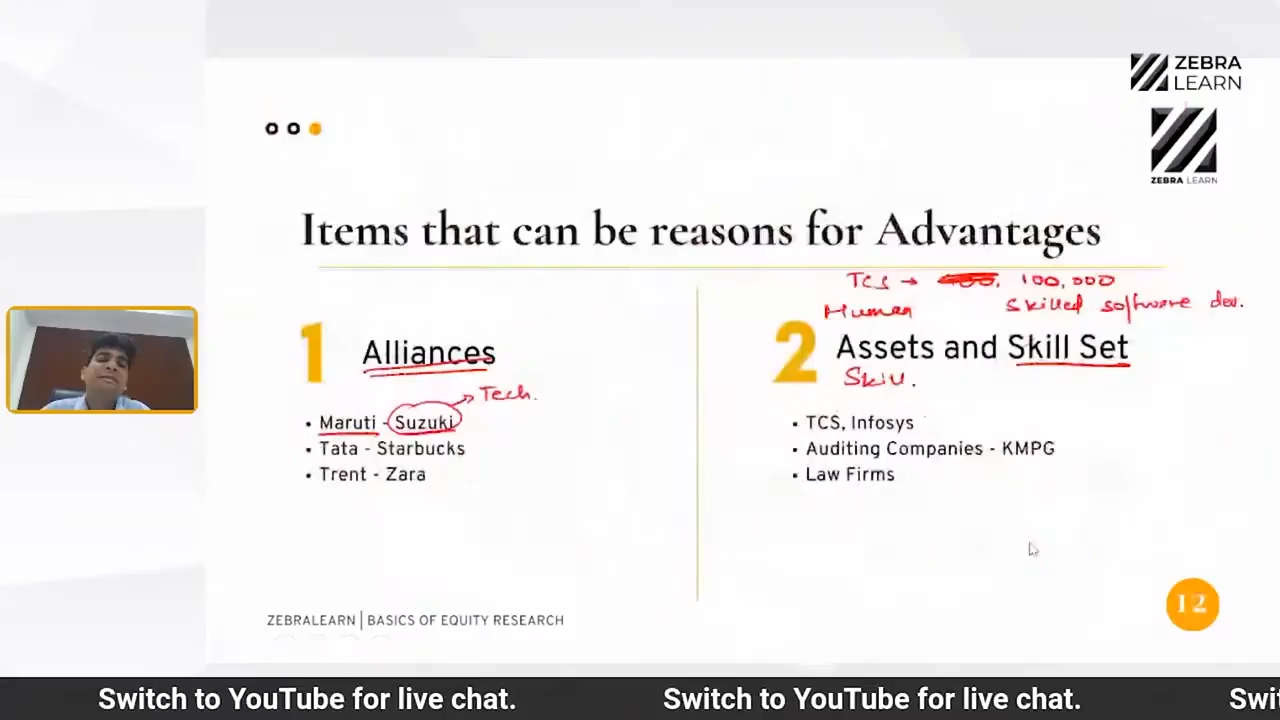 ZEBRA
LEARN
ZEBRA LEARN
Items that can be reasons for Advantages
TCS → 100,000
Human skilled software dev.
1 Alliances
Tech.
• Maruti - Suzuki
• Tata - Starbucks
• Trent - Zara
2 Assets and Skill Set
Skill.
• TCS, Infosys
• Auditing Companies - KMPG
• Law Firms
ZEBRALEARN | BASICS OF EQUITY RESEARCH
12
Switch to YouTube for live chat. Switch to YouTube for live chat. Swi